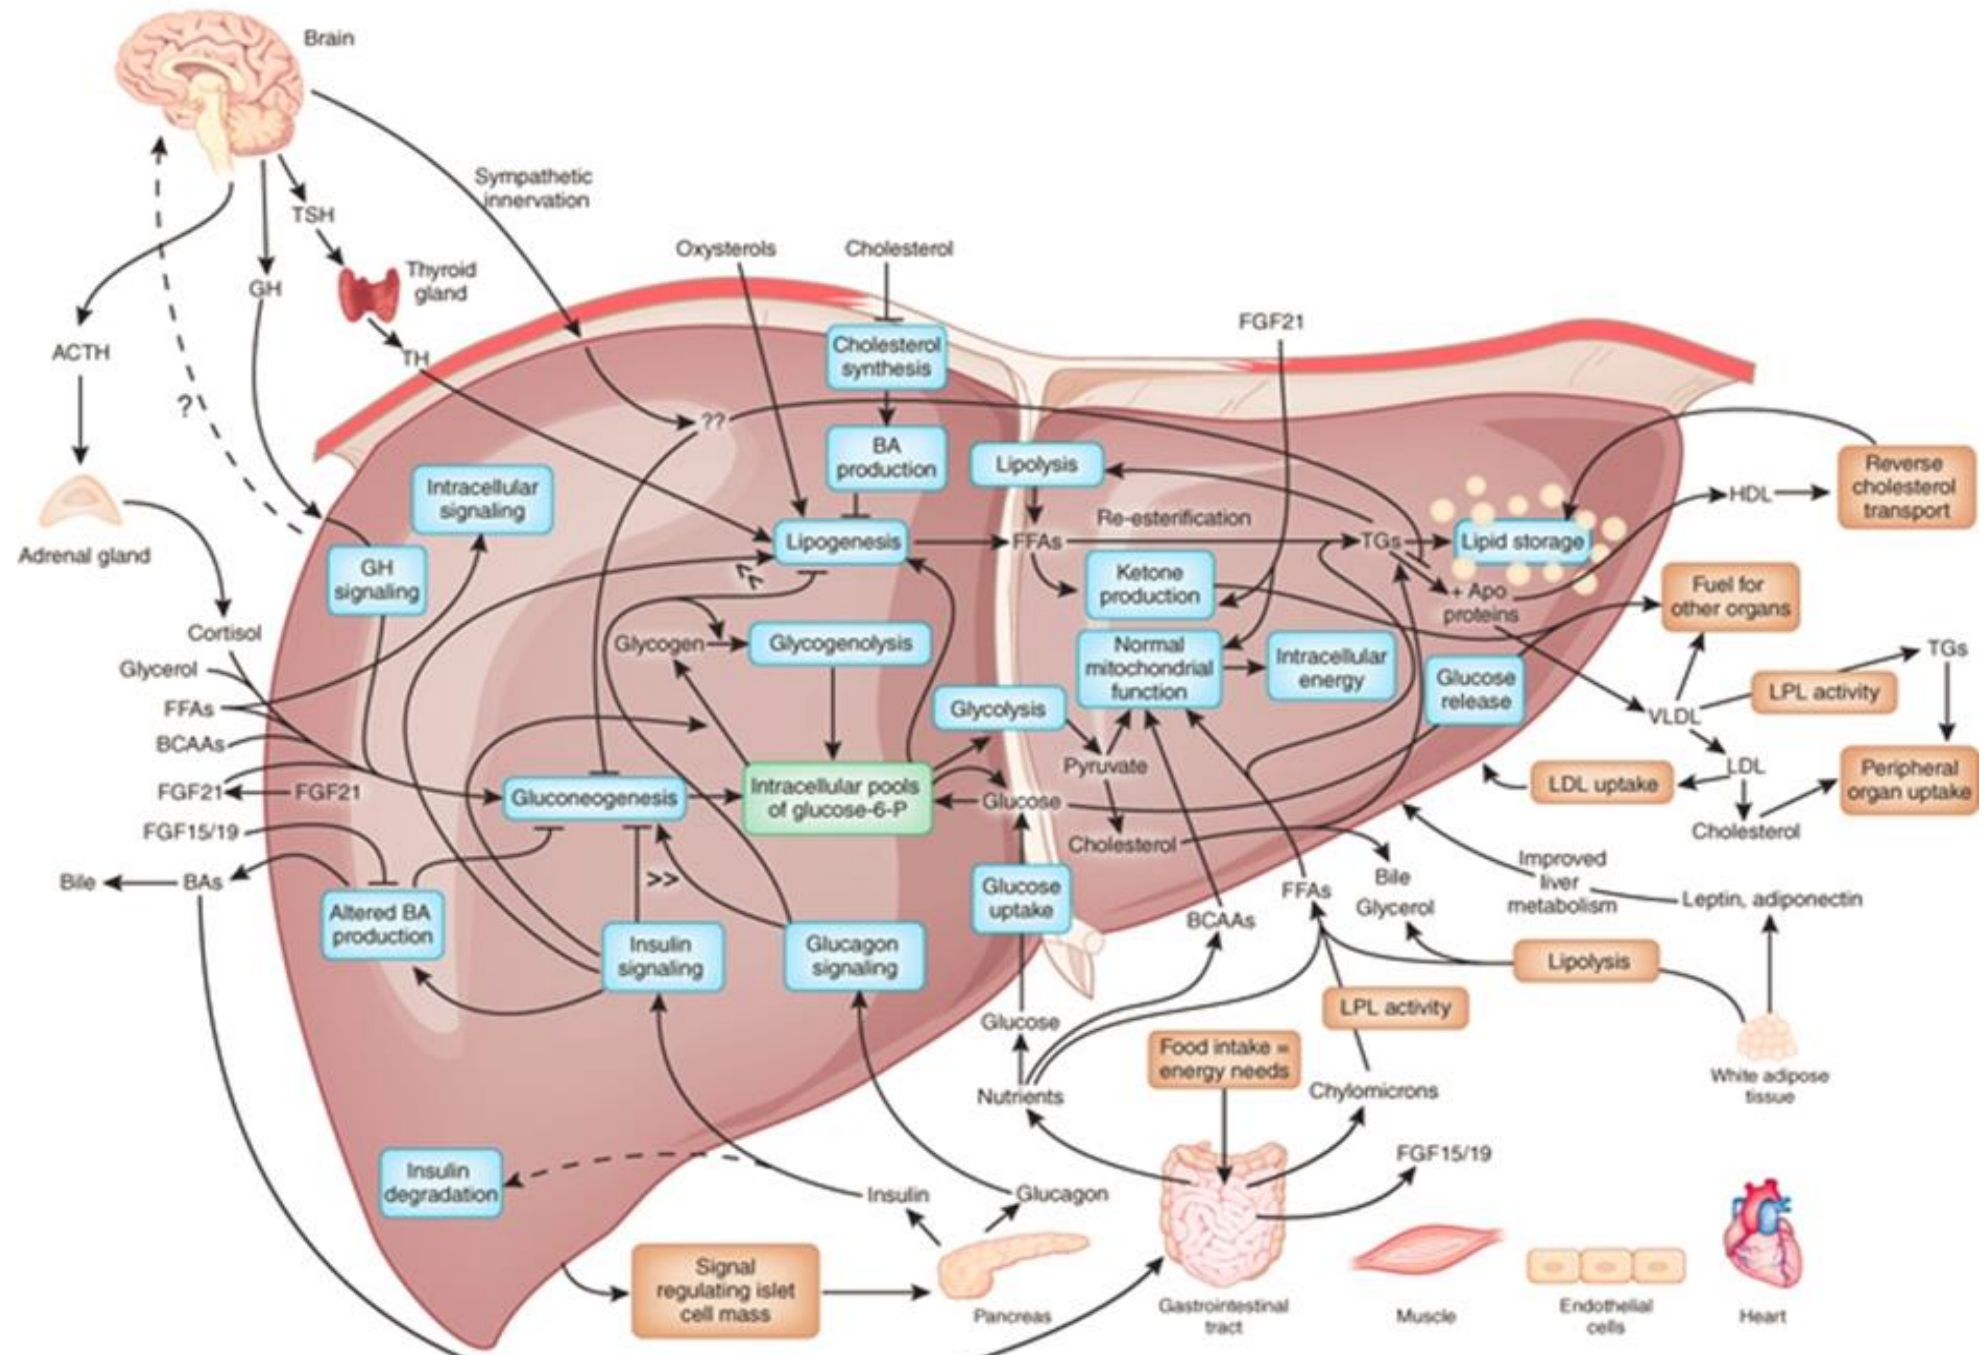 Brain
Sympathetic
innervation
TSH
Thyroid
gland
GH
TH
ACTH
?
Adrenal gland
Cortisol
Glycerol
FFAs
BCAAs
FGF21
FGF21
FGF15/19
Bile
BAs
Oxysterols
Cholesterol
FGF21
Cholesterol
synthesis
??
BA
production
Intracellular
signaling
GH
signaling
Lipogenesis
>>
Glycogen
Glycogenolysis
Gluconeogenesis
Intracellular pools
of glucose-6-P
>>
Altered BA
production
Insulin
signaling
Glucagon
signaling
Insulin
degradation
Lipolysis
FFAs
Re-esterification
TGs
Lipid storage
Ketone
production
+ Apo
proteins
Normal
mitochondrial
function
Intracellular
energy
Glucose
release
Glycolysis
Pyruvate
Glucose
Cholesterol
Glucose
uptake
HDL
Reverse
cholesterol
transport
Fuel for
other organs
TGs
LPL activity
VLDL
LDL
LDL uptake
Peripheral
organ uptake
Cholesterol
Bile
Improved
liver
metabolism
Leptin, adiponectin
FFAs
Glycerol
BCAAs
Lipolysis
LPL activity
Glucose
Food intake =
energy needs
Nutrients
Chylomicrons
White adipose
tissue
FGF15/19
Insulin
Glucagon
Signal
regulating islet
cell mass
Pancreas
Gastrointestinal
tract
Muscle
Endothelial
cells
Heart